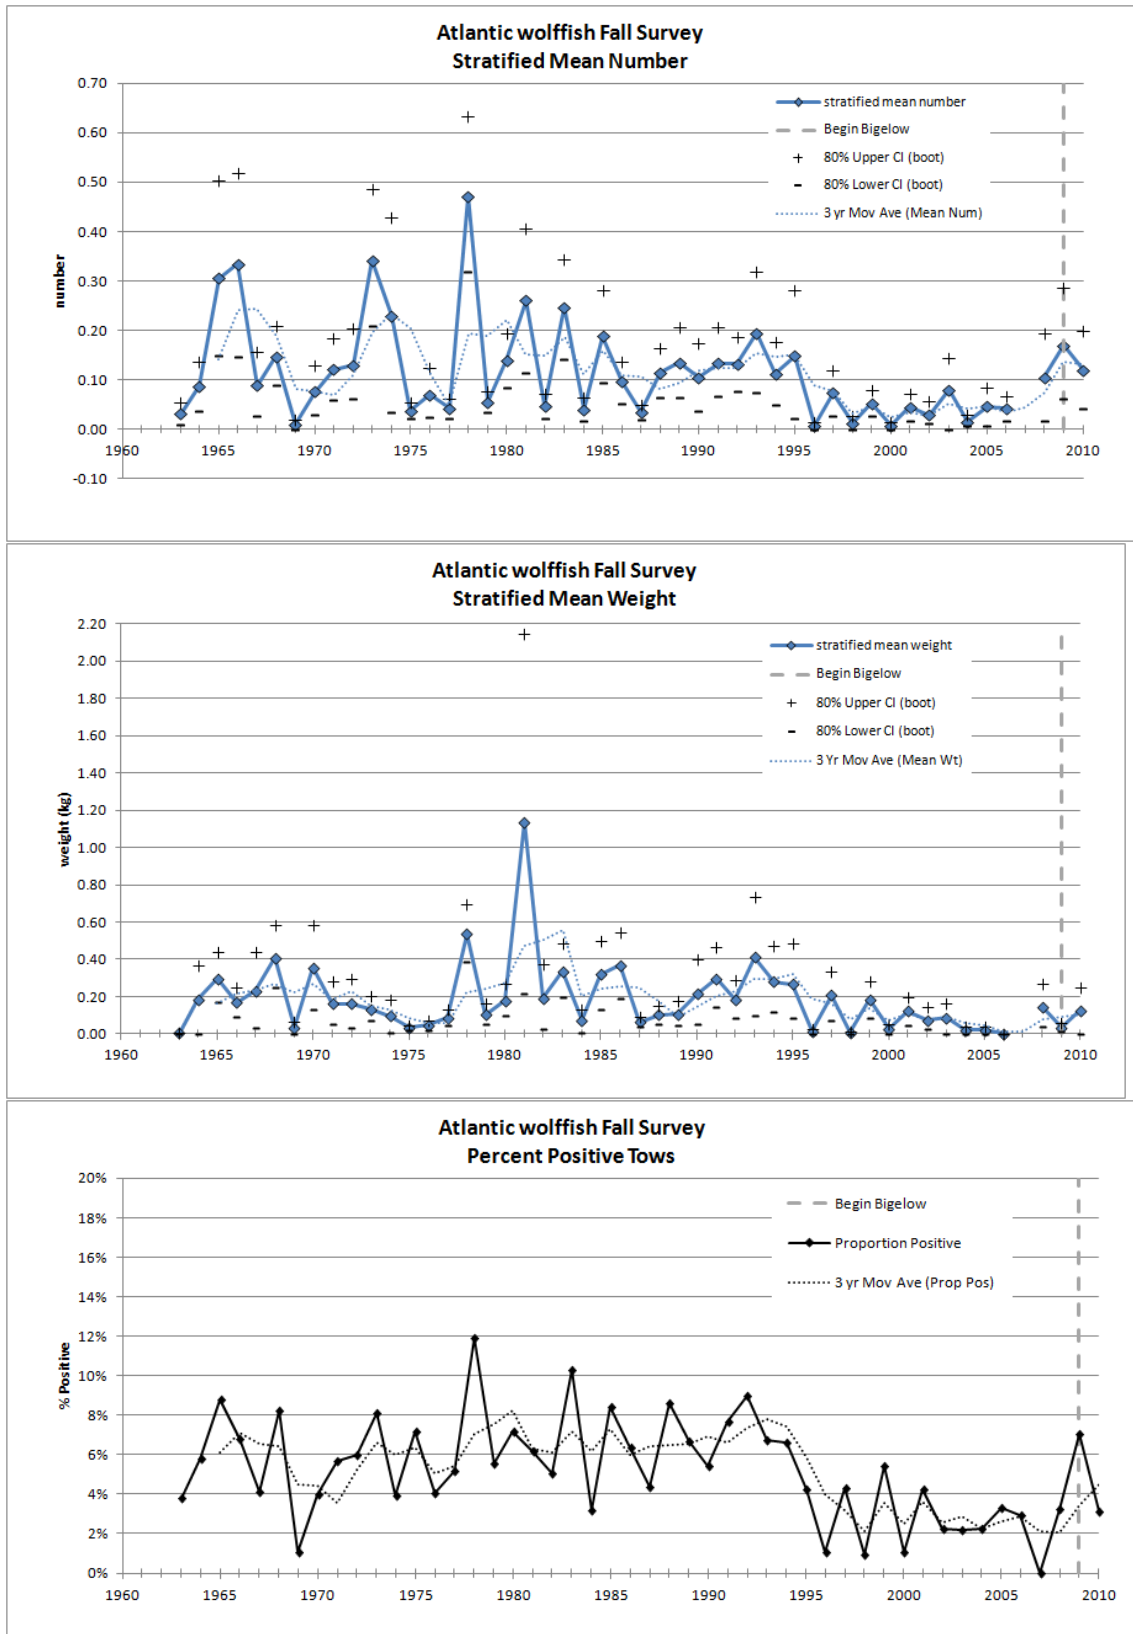 Atlantic wolffish Fall Survey
Stratified Mean Number
0.70
0.60
0.50
0.40
0.30
0.20
0.10
0.00
-0.10
number
1960
1965
1970
1975
1980
1985
1990
1995
2000
2005
2010
stratified mean number
Begin Bigelow
80% Upper CI (boot)
80% Lower CI (boot)
3 yr Mov Ave (Mean Num)
Atlantic wolffish Fall Survey
Stratified Mean Weight
2.20
2.00
1.80
1.60
1.40
1.20
1.00
0.80
0.60
0.40
0.20
0.00
weight (kg)
1960
1965
1970
1975
1980
1985
1990
1995
2000
2005
2010
stratified mean weight
Begin Bigelow
80% Upper CI (boot)
80% Lower CI (boot)
3 Yr Mov Ave (Mean Wt)
Atlantic wolffish Fall Survey
Percent Positive Tows
20%
18%
16%
14%
12%
10%
8%
6%
4%
2%
0%
% Positive
1960
1965
1970
1975
1980
1985
1990
1995
2000
2005
2010
Begin Bigelow
Proportion Positive
3 yr Mov Ave (Prop Pos)